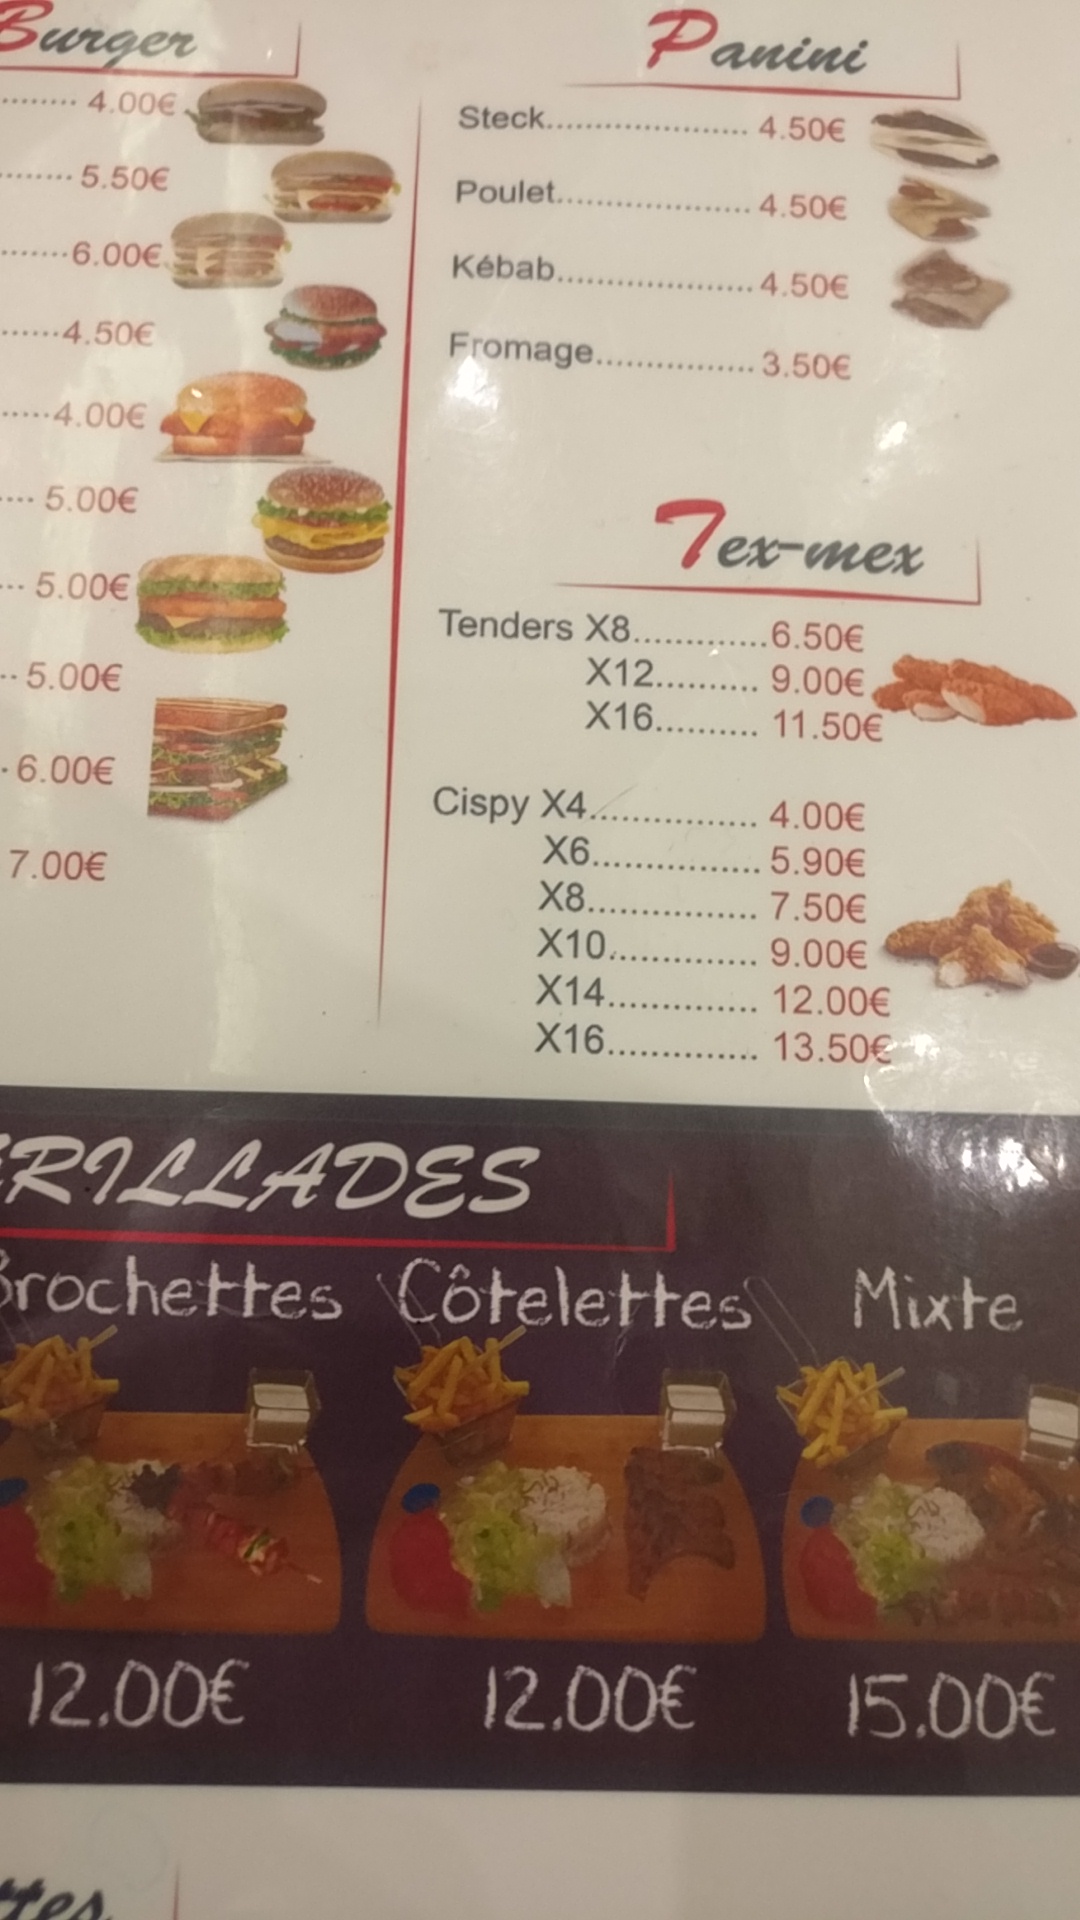 Burger
4.00€
5.50€
6.00€
4.50€
4.00€
5.00€
5.00€
5.00€
6.00€
7.00€
Panini
Steck..................... 4.50€
Poulet.................... 4.50€
Kébab.................... 4.50€
Fromage................ 3.50€
Tex-mex
Tenders X8.............6.50€
X12.......... 9.00€
X16.......... 11.50€
Cispy X4................ 4.00€
X6................ 5.90€
X8................ 7.50€
X10.............. 9.00€
X14.............. 12.00€
X16.............. 13.50€
RILLADES
Brochettes Côtelettes Mixte
12.00€ 12.00€ 15.00€